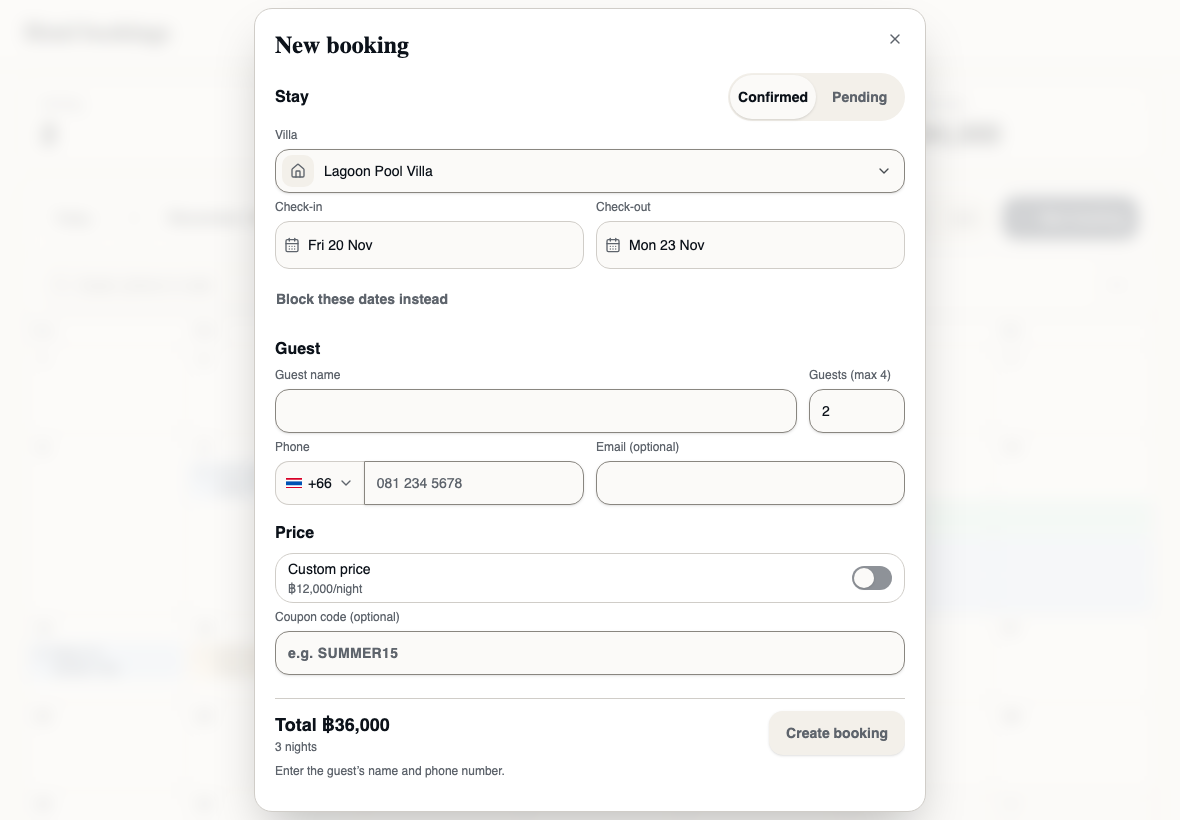 New booking
Stay
Confirmed Pending
Villa
Lagoon Pool Villa
Check-in Check-out
Fri 20 Nov Mon 23 Nov
Block these dates instead
Guest
Guest name Guests (max 4)
2
Phone Email (optional)
+66 081 234 5678
Price
Custom price
฿12,000/night
Coupon code (optional)
e.g. SUMMER15
Total ฿36,000
Create booking
3 nights
Enter the guest’s name and phone number.